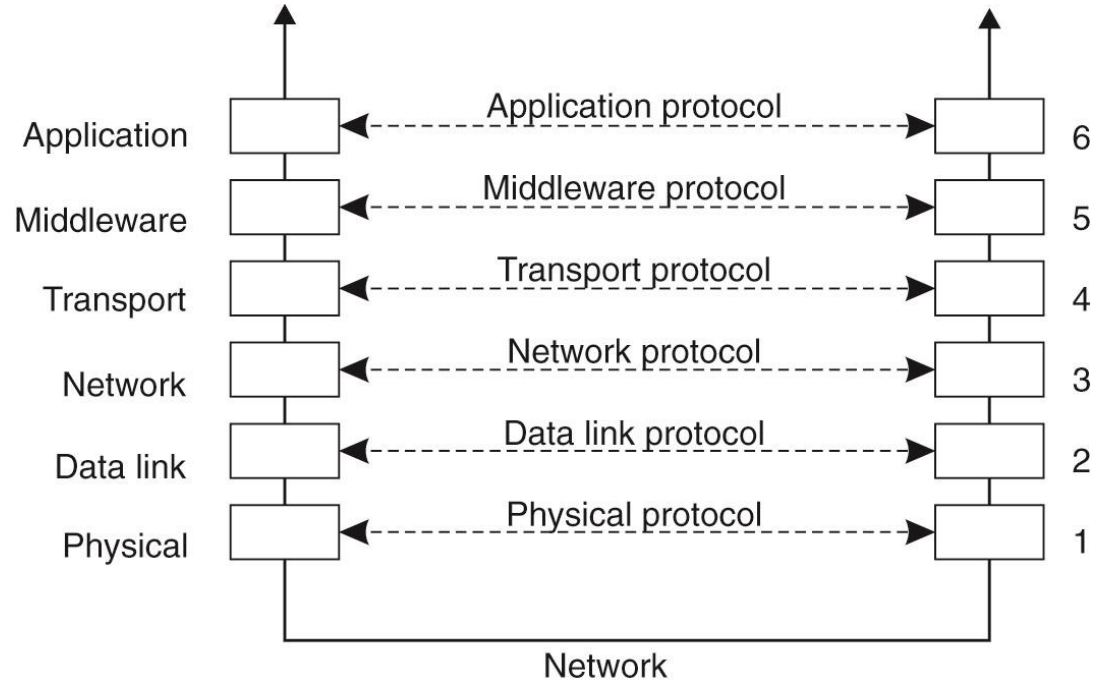 Application
Application protocol
6
Middleware
Middleware protocol
5
Transport
Transport protocol
4
Network
Network protocol
3
Data link
Data link protocol
2
Physical
Physical protocol
1
Network